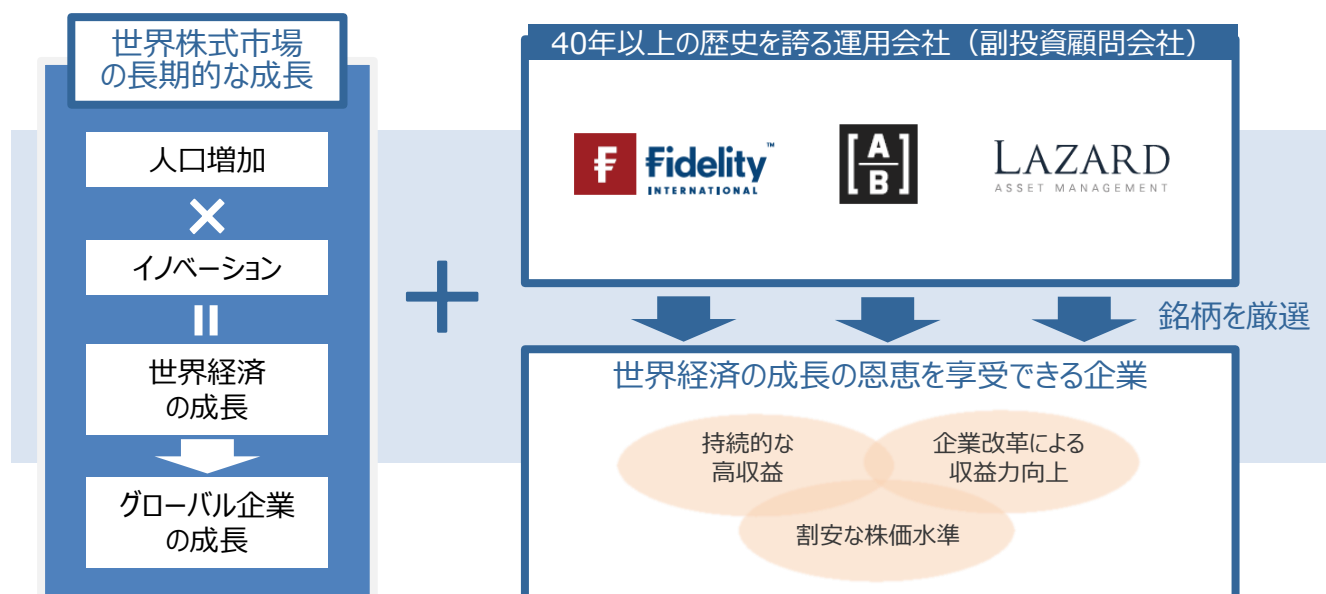 世界株式市場
の長期的な成長
人口増加
×
イノベーション
=
世界経済
の成長
グローバル企業
の成長
+
40年以上の歴史を誇る運用会社（副投資顧問会社）
Fidelity™
INTERNATIONAL
[A
B]
LAZARD
ASSET MANAGEMENT
銘柄を厳選
世界経済の成長の恩恵を享受できる企業
持続的な
高収益
企業改革による
収益力向上
割安な株価水準